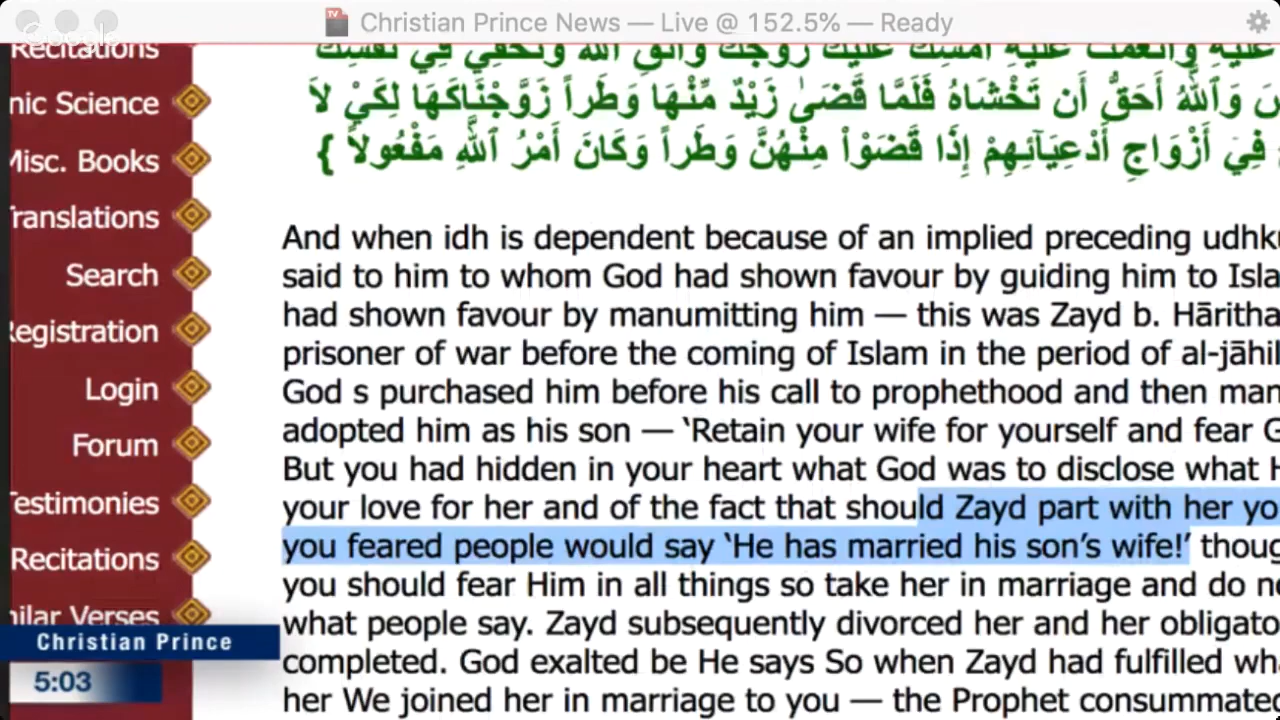 Christian Prince News — Live @ 152.5% — Ready
Google
Recitations
nic Science
Misc. Books
Translations
Search
Registration
Login
Forum
Testimonies
Recitations
nilar Verses
عَلَيْهِ وَأَنْعَمْتَ عَلَيْهِ أَمْسِكْ عَلَيْكَ زَوْجَكَ وَٱتَّقِ ٱللَّهَ وَتُخْفِي فِي نَفْسِكَ
وَٱللَّهُ أَحَقُّ أَن تَخْشَاهُ فَلَمَّا قَضَىٰ زَيْدٌ مِّنْهَا وَطَراً زَوَّجْنَاكَهَا لِكَيْ لاَ
فِيۤ أَزْوَاجِ أَدْعِيَآئِهِمْ إِذَا قَضَوْاْ مِنْهُنَّ وَطَراً وَكَانَ أَمْرُ ٱللَّهِ مَفْعُولاً }
And when idh is dependent because of an implied preceding udhku
said to him to whom God had shown favour by guiding him to Isla
had shown favour by manumitting him — this was Zayd b. Hāritha
prisoner of war before the coming of Islam in the period of al-jāhil
God s purchased him before his call to prophethood and then man
adopted him as his son — ‘Retain your wife for yourself and fear G
But you had hidden in your heart what God was to disclose what H
your love for her and of the fact that should Zayd part with her yo
you feared people would say ‘He has married his son’s wife!’ thoug
you should fear Him in all things so take her in marriage and do no
what people say. Zayd subsequently divorced her and her obligato
completed. God exalted be He says So when Zayd had fulfilled wha
her We joined her in marriage to you — the Prophet consummated
Christian Prince
5:03